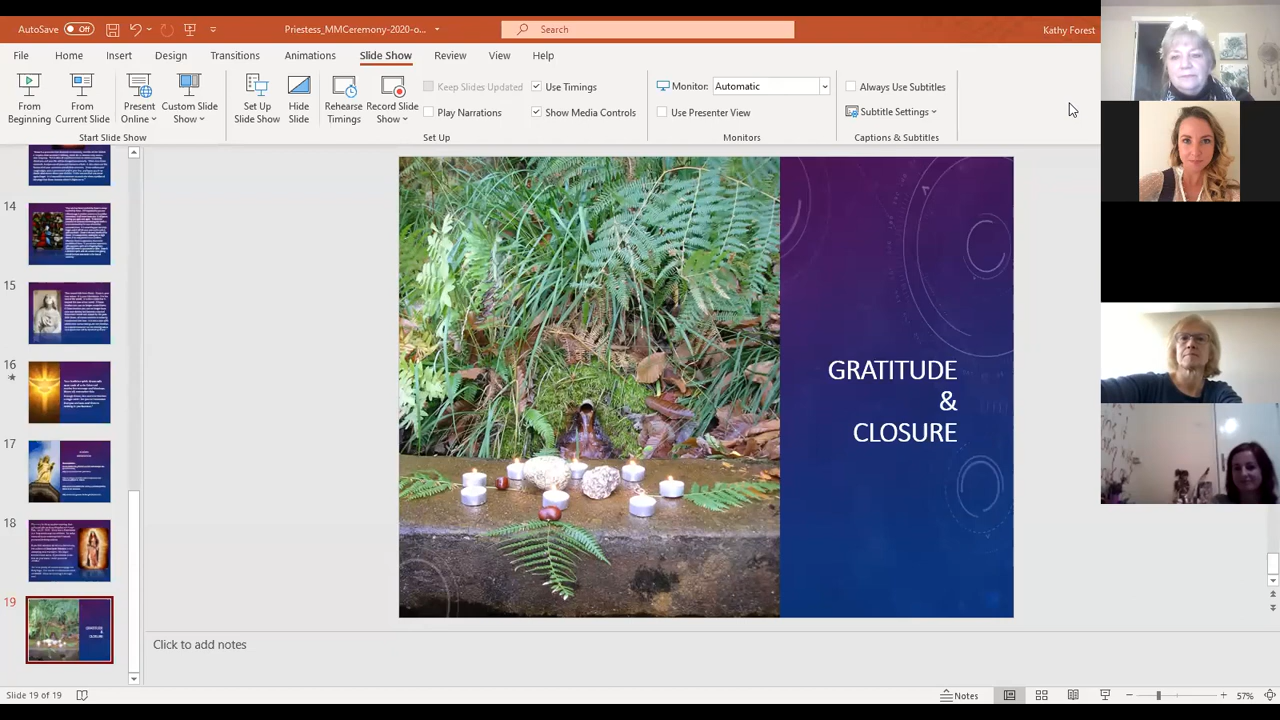 AutoSave Off
Priestess_MMCeremony-2020-o...
Search
Kathy Forest
File Home Insert Design Transitions Animations Slide Show Review View Help
From Beginning
From Current Slide
Present Online
Custom Slide Show
Start Slide Show
Set Up Slide Show
Hide Slide
Rehearse Timings
Record Slide Show
Keep Slides Updated
Play Narrations
Use Timings
Show Media Controls
Set Up
Monitor: Automatic
Use Presenter View
Monitors
Always Use Subtitles
Subtitle Settings
Captions & Subtitles
14
15
16
17
18
19
GRATITUDE
&
CLOSURE
Click to add notes
Slide 19 of 19
Notes
57%